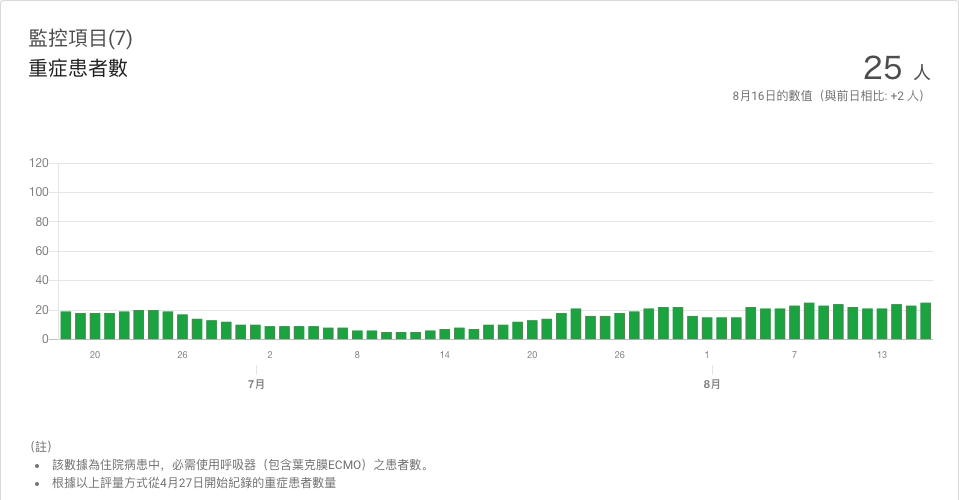 監控項目(7)
重症患者數
25 人
8月16日的數值（與前日相比: +2 人）
120
100
80
60
40
20
0
20 26 2 8 14 20 26 1 7 13
7月 8月
（註）
• 該數據為住院病患中，必需使用呼吸器（包含葉克膜ECMO）之患者數。
• 根據以上評量方式從4月27日開始紀錄的重症患者數量